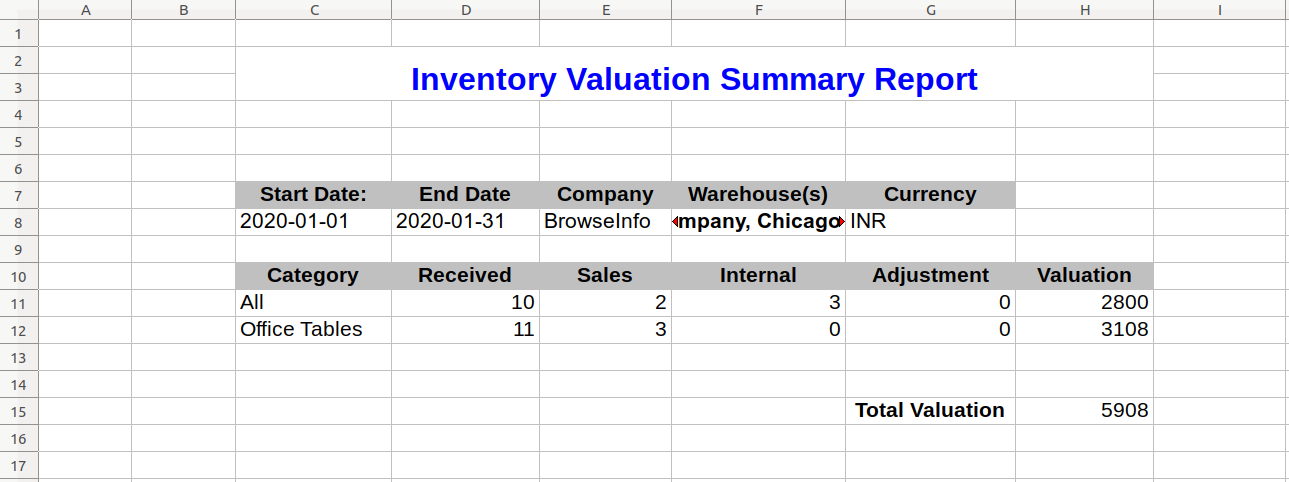 A B C D E F G H I
1
2
Inventory Valuation Summary Report
3
4
5
6
7 Start Date: End Date Company Warehouse(s) Currency
8 2020-01-01 2020-01-31 BrowseInfo mpany, Chicago INR
9
10 Category Received Sales Internal Adjustment Valuation
11 All 10 2 3 0 2800
12 Office Tables 11 3 0 0 3108
13
14
15 Total Valuation 5908
16
17